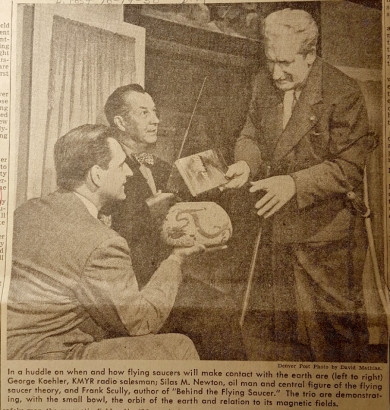 Denver Post Photo by David Mathias.
In a huddle on when and how flying saucers will make contact with the earth are (left to right)
George Koehler, KMYR radio salesman; Silas M. Newton, oil man and central figure of the flying
saucer theory, and Frank Scully, author of "Behind the Flying Saucer." The trio are demonstrat-
ing, with the small bowl, the orbit of the earth and relation to its magnetic fields.